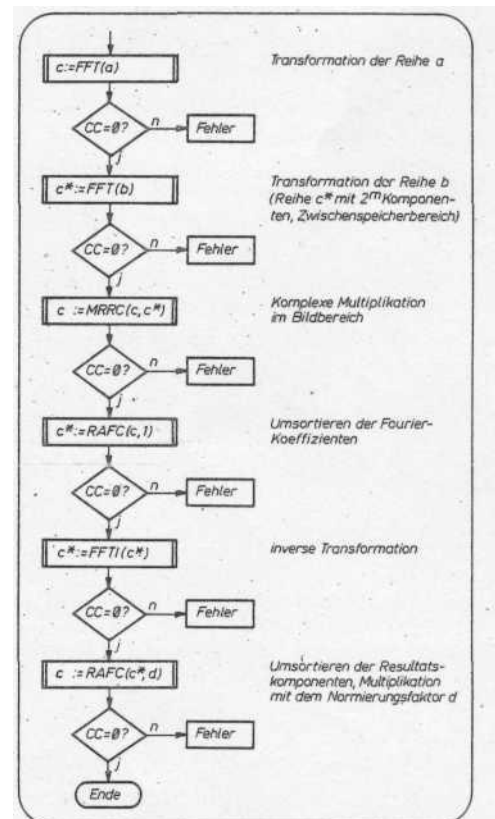 c:=FFT(a)
Transformation der Reihe a
CC=0?
n
Fehler
j
c*:=FFT(b)
Transformation der Reihe b
(Reihe c* mit 2^m Komponen-
ten, Zwischenspeicherbereich)
CC=0?
n
Fehler
j
c :=MRRC(c,c*)
Komplexe Multiplikation
im Bildbereich
CC=0?
n
Fehler
j
c*:=RAFC(c,1)
Umsortieren der Fourier-
Koeffizienten
CC=0?
n
Fehler
j
c*:=FFTI(c*)
inverse Transformation
CC=0?
n
Fehler
j
c :=RAFC(c*,d)
Umsortieren der Resultats-
komponenten, Multiplikation
mit dem Normierungsfaktor d
CC=0?
n
Fehler
j
Ende